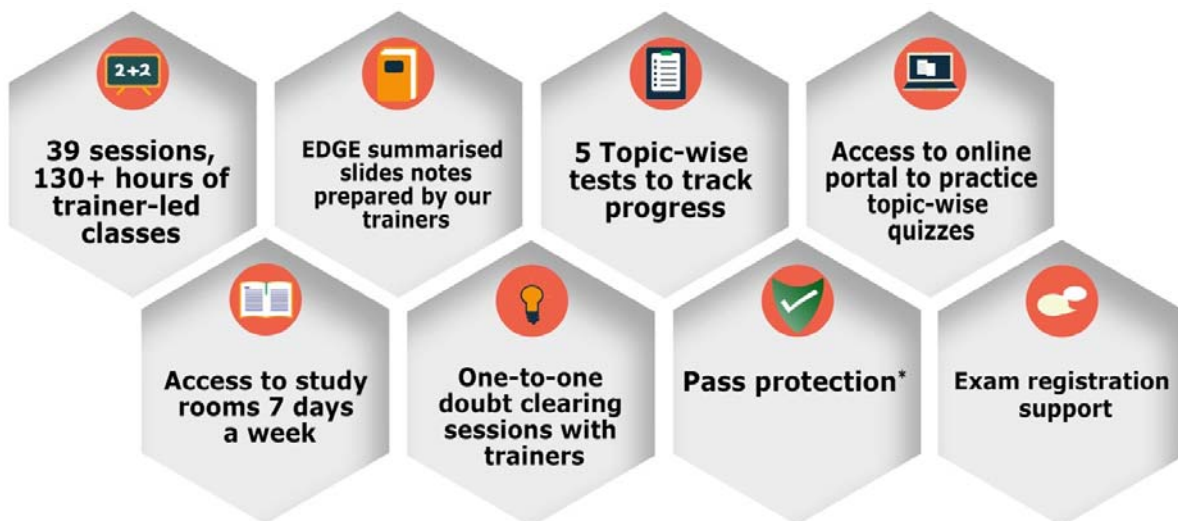 2+2
39 sessions,
130+ hours of
trainer-led
classes
EDGE summarised
slides notes
prepared by our
trainers
5 Topic-wise
tests to track
progress
Access to online
portal to practice
topic-wise
quizzes
Access to study
rooms 7 days
a week
One-to-one
doubt clearing
sessions with
trainers
Pass protection*
Exam registration
support